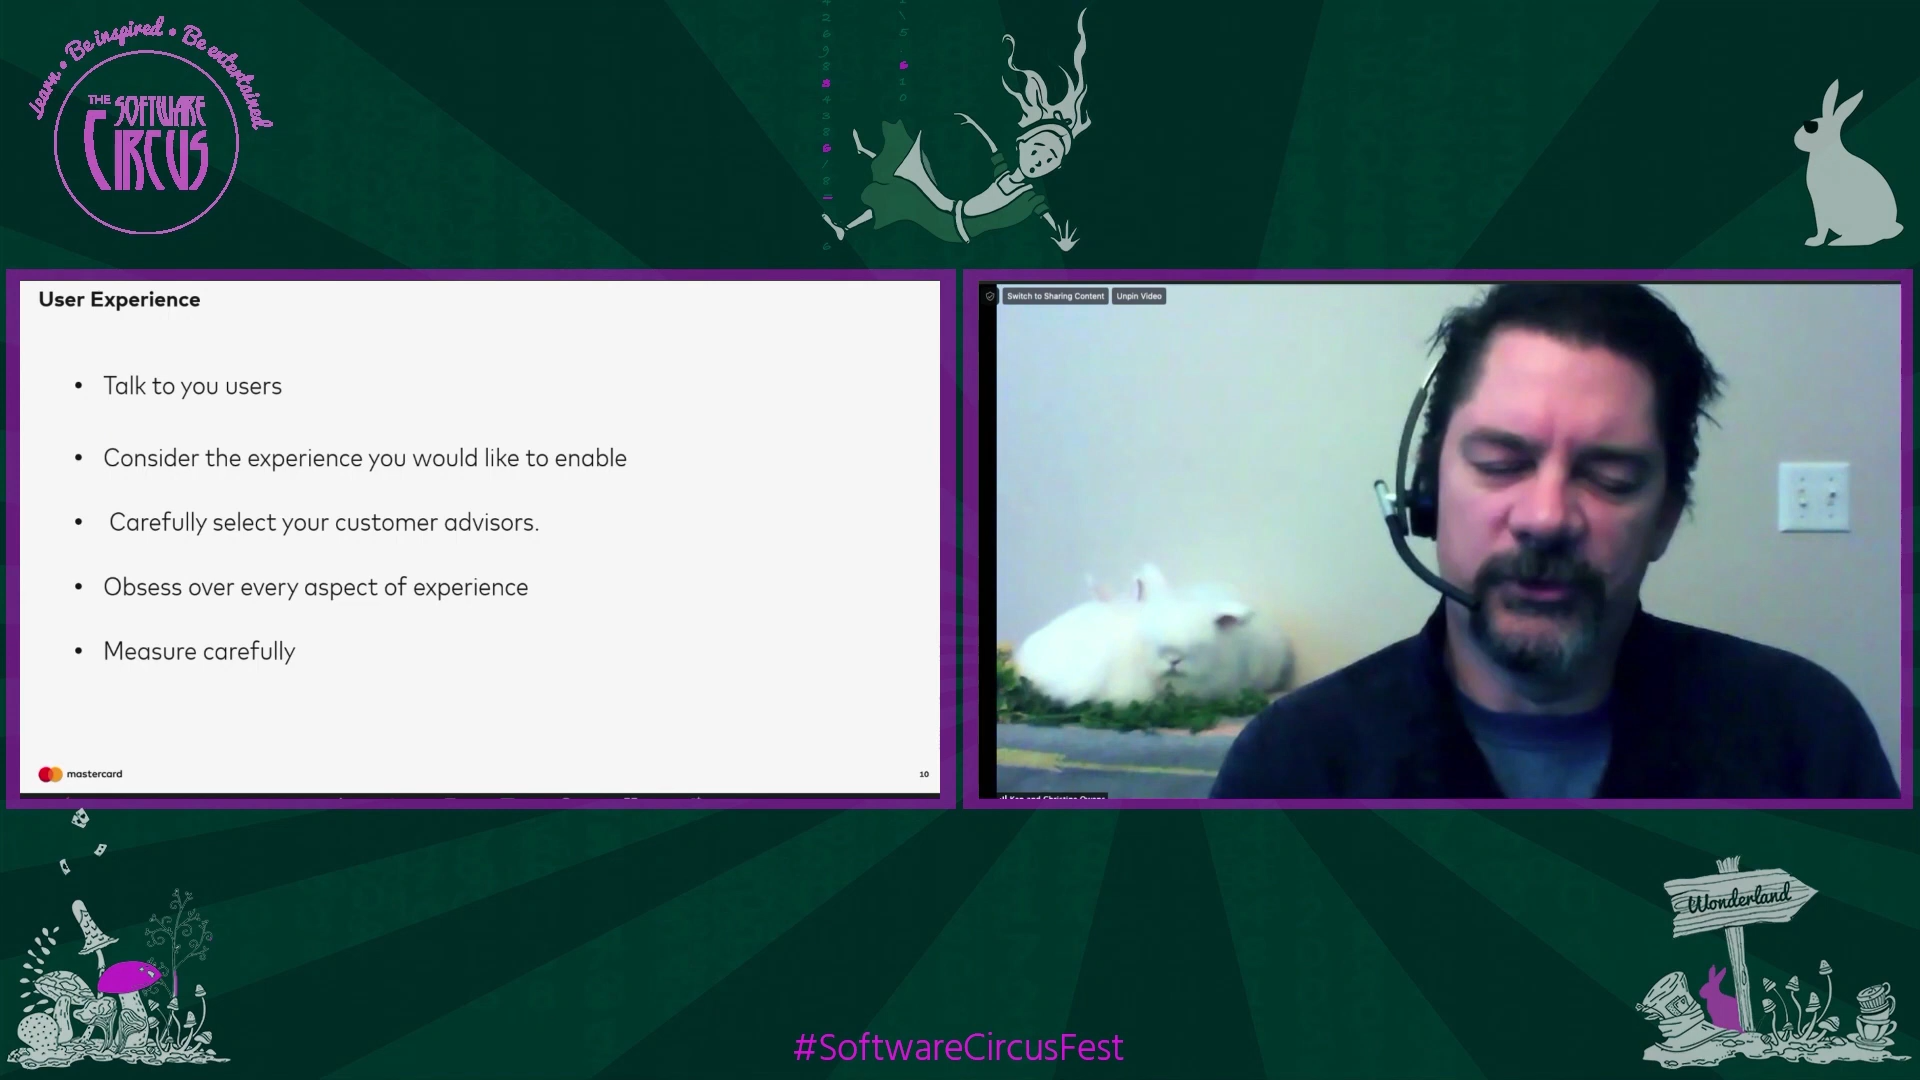 learn. • Be inspired • Be entertained
THE SOFTWARE
CIRCUS
User Experience
• Talk to you users
• Consider the experience you would like to enable
• Carefully select your customer advisors.
• Obsess over every aspect of experience
• Measure carefully
mastercard
10
Switch to Sharing Content
Unpin Video
Wonderland
#SoftwareCircusFest